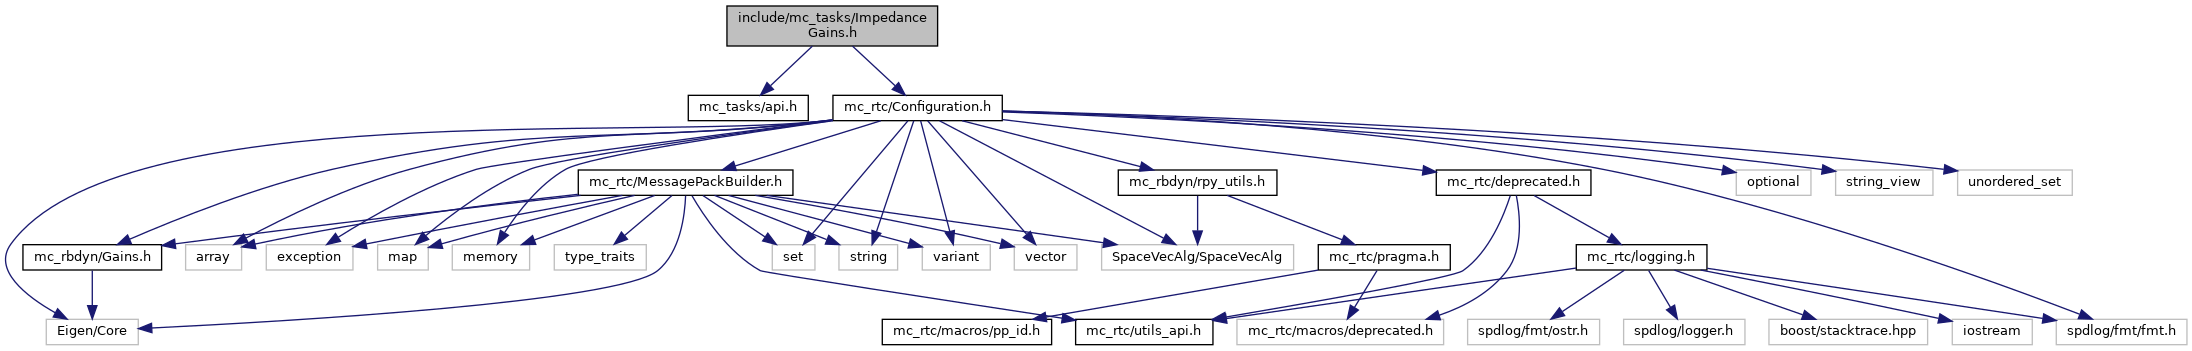 include/mc_tasks/Impedance
Gains.h
mc_tasks/api.h
mc_rtc/Configuration.h
mc_rtc/MessagePackBuilder.h
mc_rbdyn/rpy_utils.h
mc_rtc/deprecated.h
optional
string_view
unordered_set
mc_rbdyn/Gains.h
array
exception
map
memory
type_traits
set
string
variant
vector
SpaceVecAlg/SpaceVecAlg
mc_rtc/pragma.h
mc_rtc/logging.h
Eigen/Core
mc_rtc/macros/pp_id.h
mc_rtc/utils_api.h
mc_rtc/macros/deprecated.h
spdlog/fmt/ostr.h
spdlog/logger.h
boost/stacktrace.hpp
iostream
spdlog/fmt/fmt.h